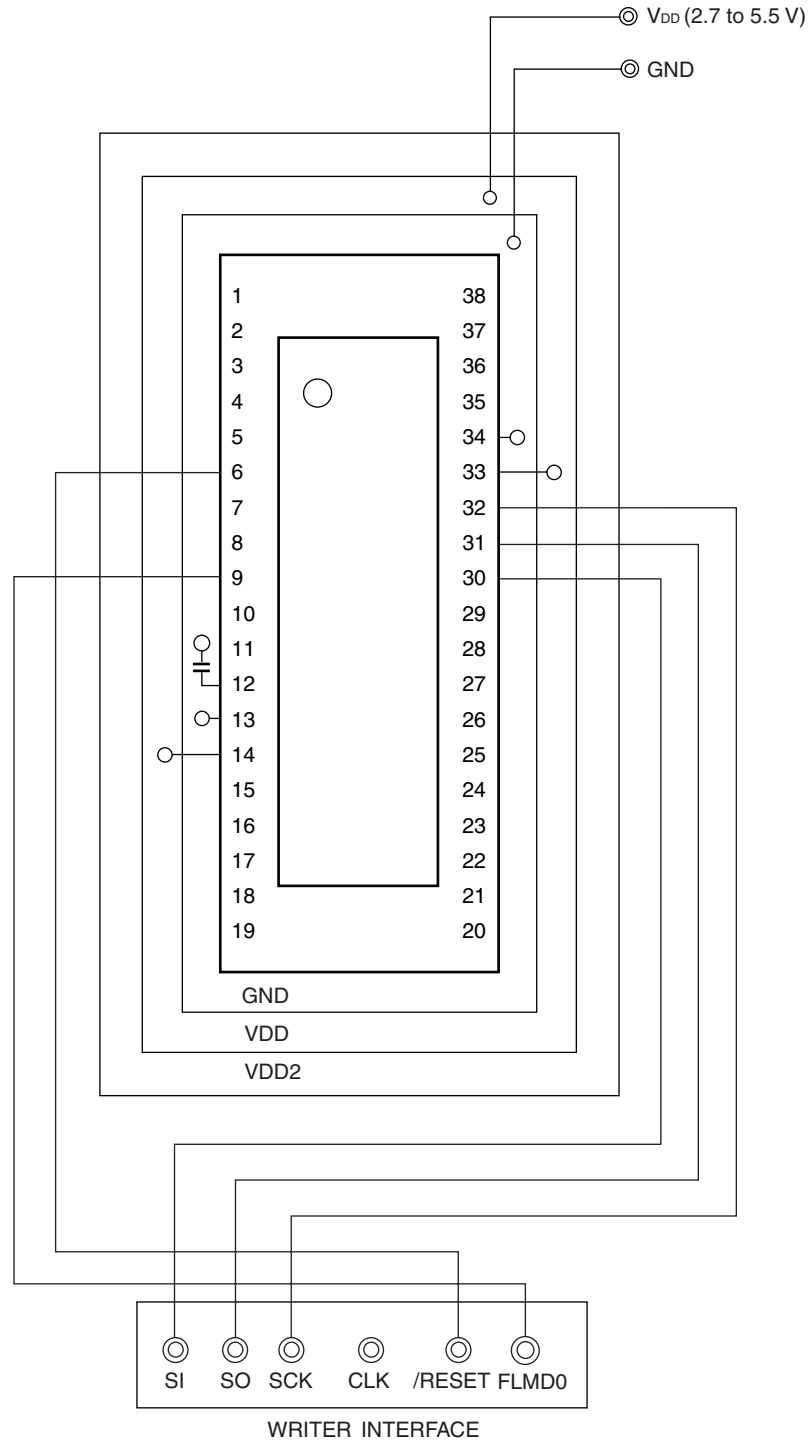 VDD (2.7 to 5.5 V)
GND
1 38
2 37
3 36
4 35
5 34
6 33
7 32
8 31
9 30
10 29
11 28
12 27
13 26
14 25
15 24
16 23
17 22
18 21
19 20
GND
VDD
VDD2
SI SO SCK CLK /RESET FLMD0
WRITER INTERFACE